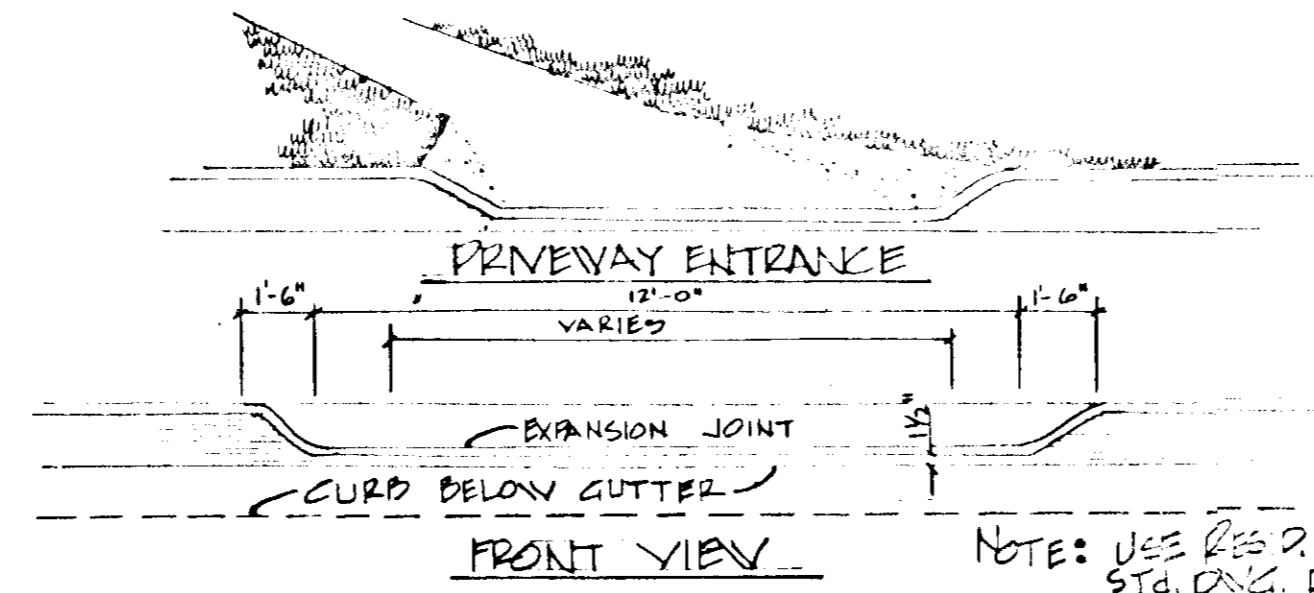 DRIVEWAY ENTRANCE
1'-6" 12'-0" 1'-6"
VARIES
1½"
EXPANSION JOINT
CURB BELOW GUTTER
FRONT VIEW
NOTE: USE RESD.
STd. DWG.